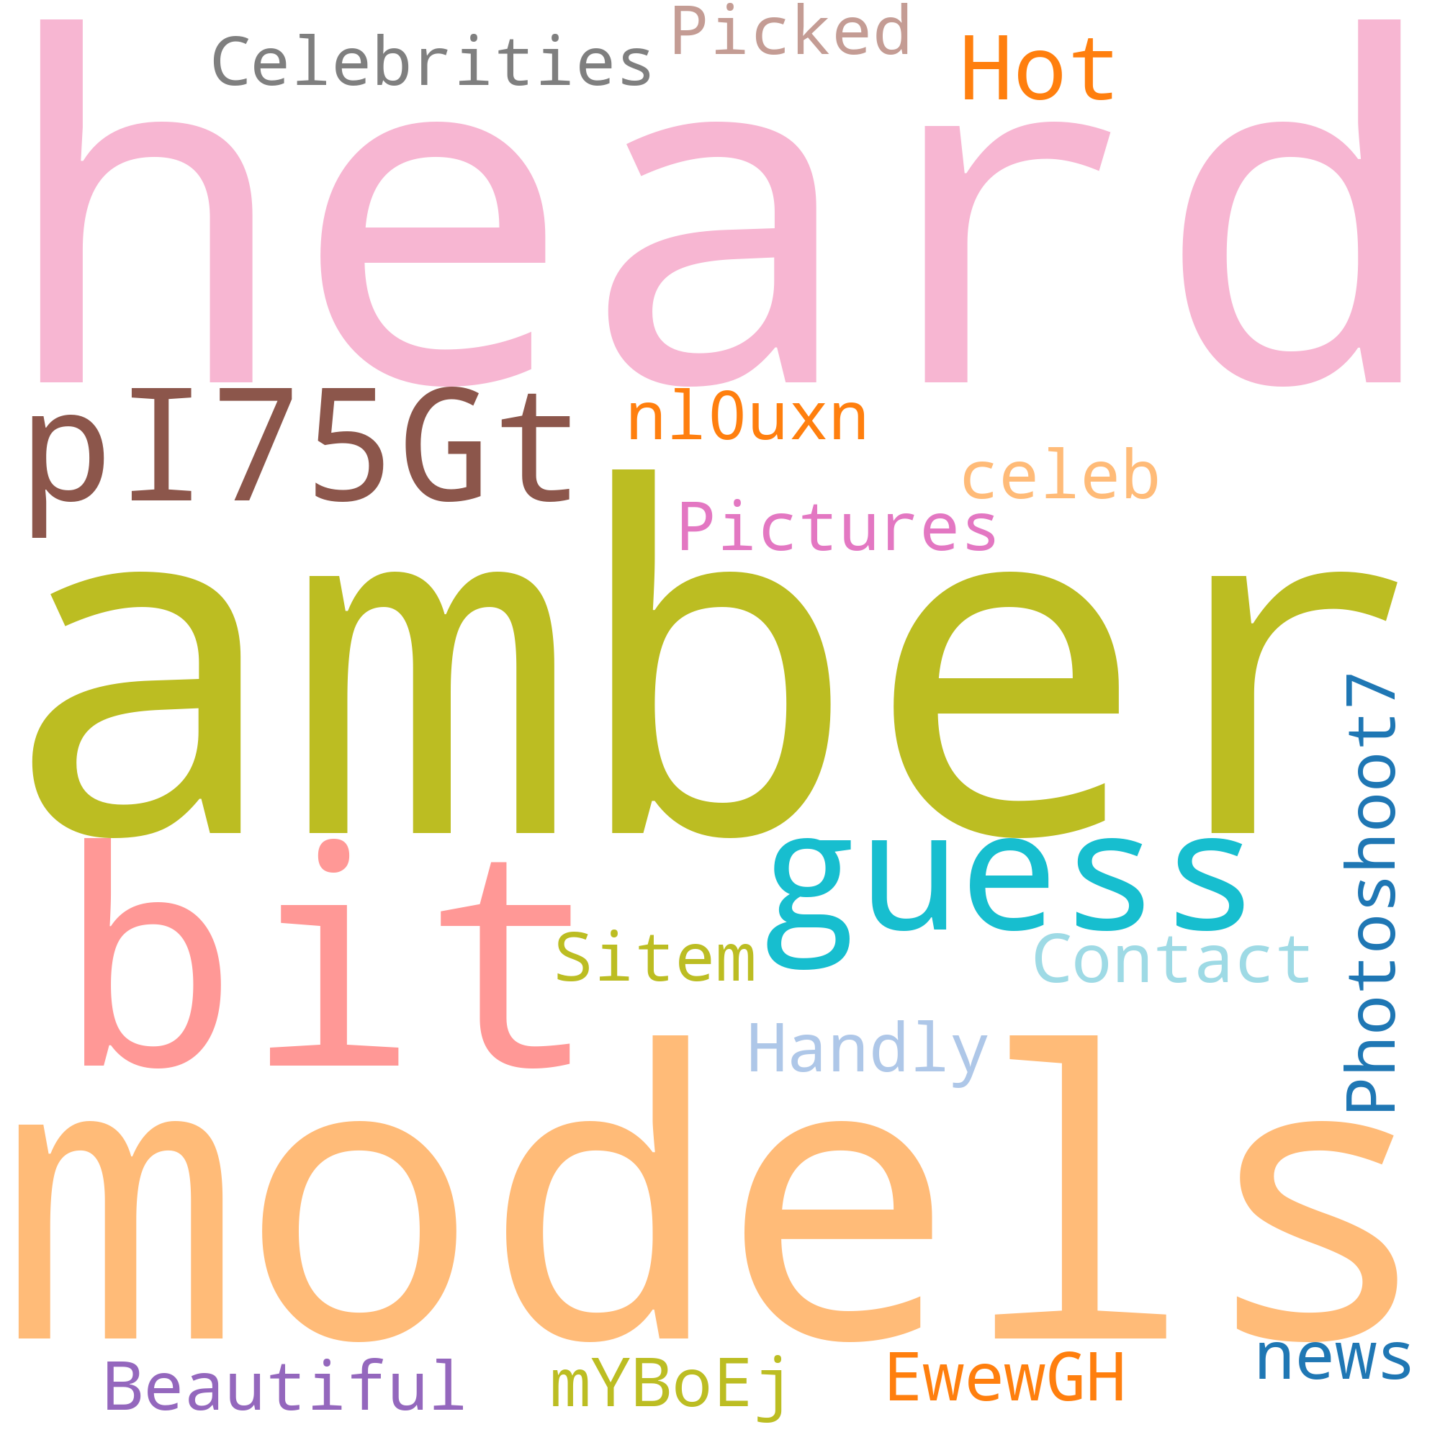 Picked
Celebrities
Hot
heard
pI75Gt
nl0uxn
celeb
Pictures
amber
Photoshoot7
bit
guess
Sitem
Contact
Handly
models
news
Beautiful
mYBoEj
EwewGH